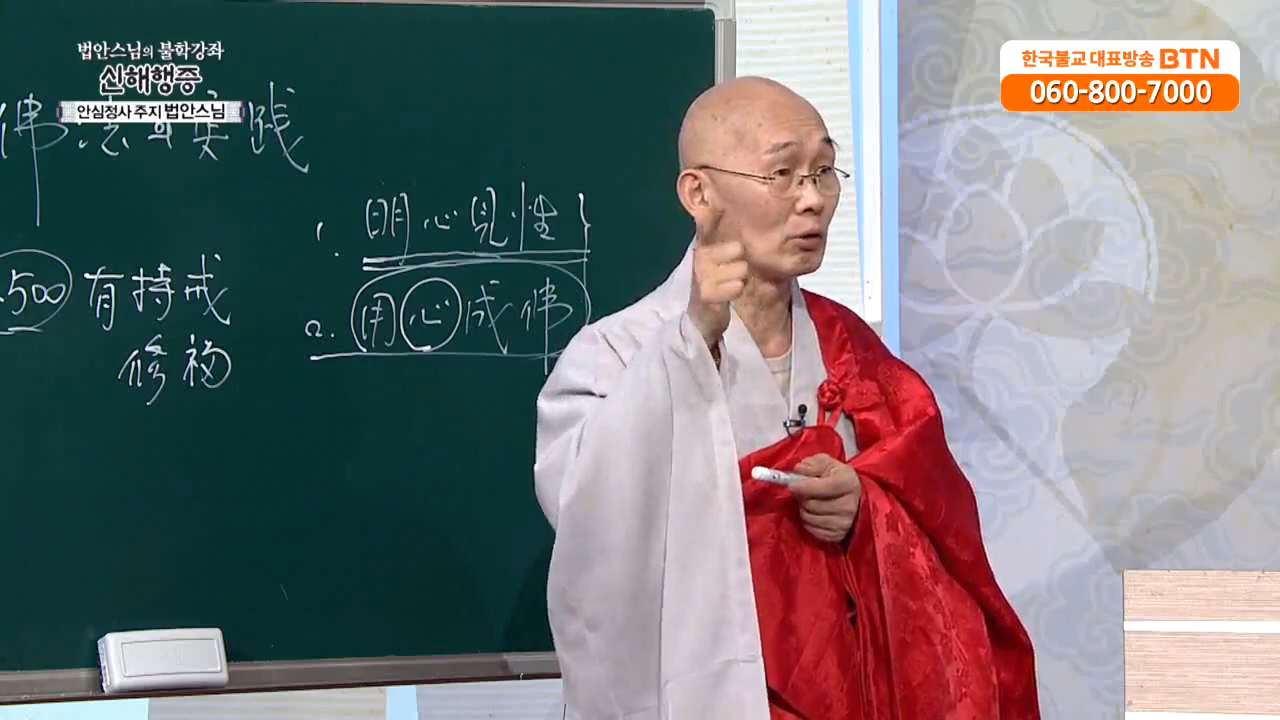 법안스님의 불학강좌
신해행증
안심정사 주지 법안스님
한국불교 대표방송 BTN
060-800-7000
佛法의 実践
1. 明心見性
500 有持戒
修福
2. 用心成佛